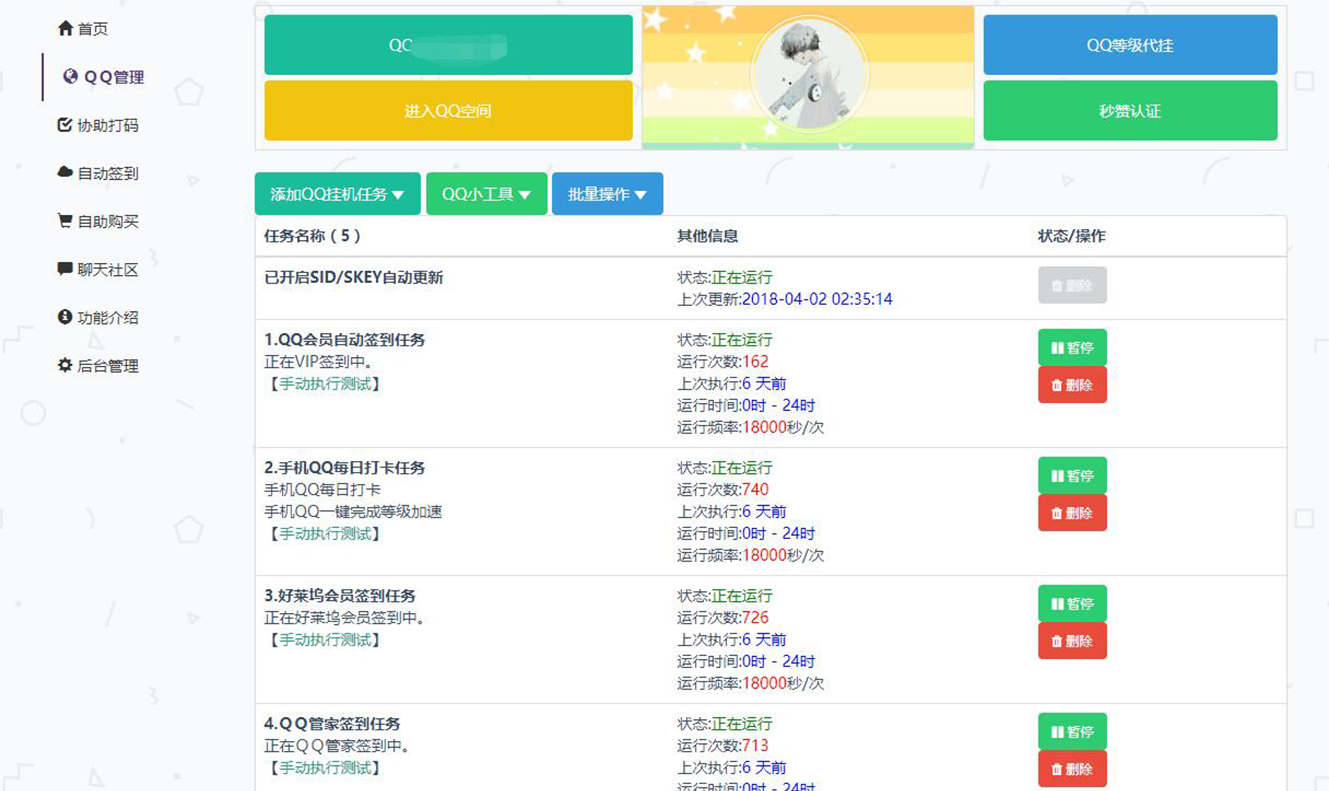 首页
QQ管理
协助打码
自动签到
自助购买
聊天社区
功能介绍
后台管理
进入QQ空间
QQ等级代挂
秒赞认证
添加QQ挂机任务
QQ小工具
批量操作
任务名称（5）
其他信息
状态/操作
已开启SID/SKEY自动更新
状态:正在运行
上次更新:2018-04-02 02:35:14
删除
1.QQ会员自动签到任务
正在VIP签到中。
【手动执行测试】
状态:正在运行
运行次数:162
上次执行:6 天前
运行时间:0时 - 24时
运行频率:18000秒/次
暂停
删除
2.手机QQ每日打卡任务
手机QQ每日打卡
手机QQ一键完成等级加速
【手动执行测试】
状态:正在运行
运行次数:740
上次执行:6 天前
运行时间:0时 - 24时
运行频率:18000秒/次
暂停
删除
3.好莱坞会员签到任务
正在好莱坞会员签到中。
【手动执行测试】
状态:正在运行
运行次数:726
上次执行:6 天前
运行时间:0时 - 24时
运行频率:18000秒/次
暂停
删除
4.ＱＱ管家签到任务
正在ＱＱ管家签到中。
【手动执行测试】
状态:正在运行
运行次数:713
上次执行:6 天前
运行时间:0时 - 24时
暂停
删除